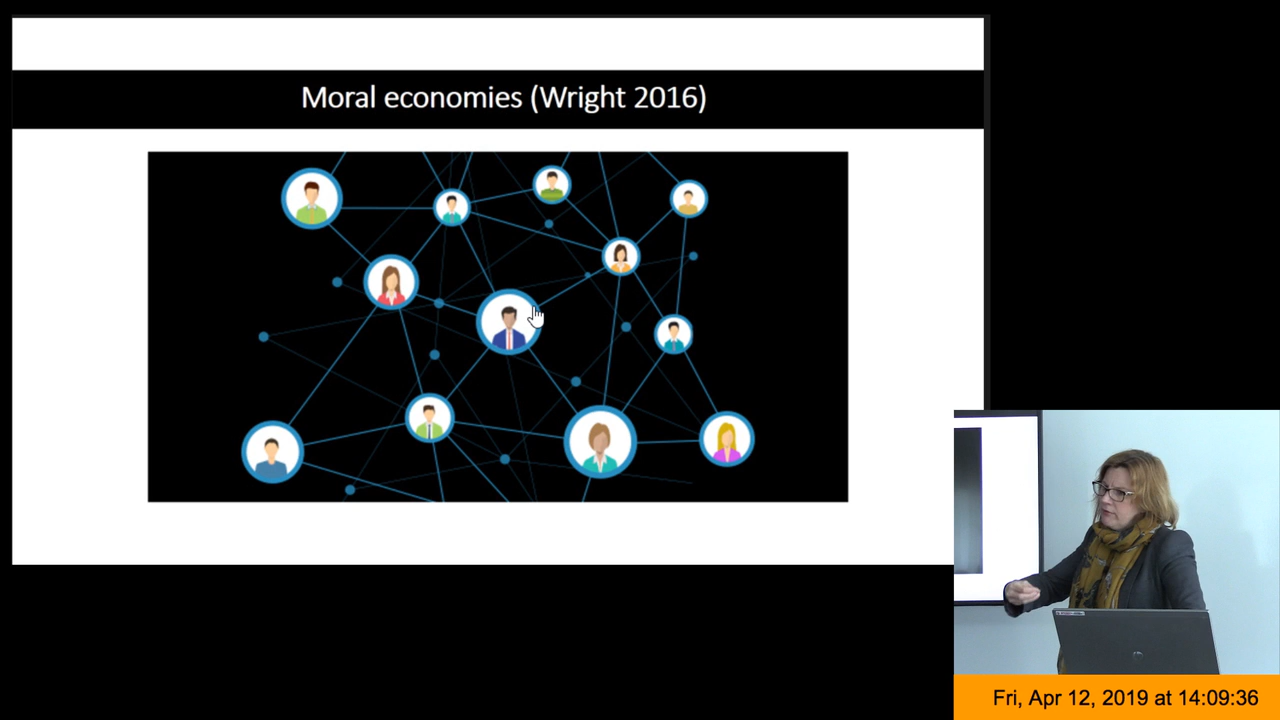 Moral economies (Wright 2016)
Fri, Apr 12, 2019 at 14:09:36